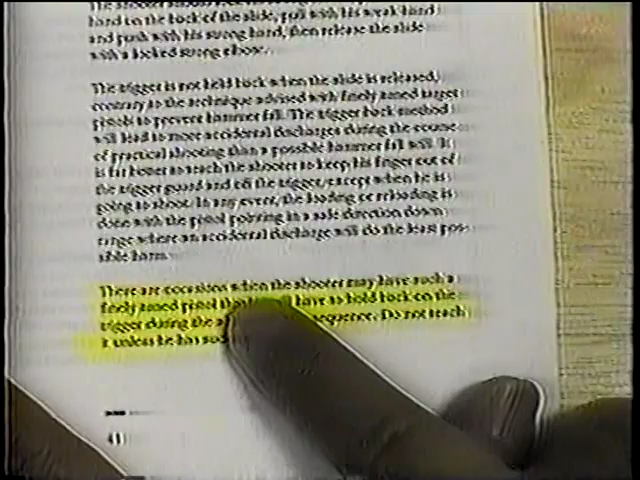 hand on the back of the slide, pull with his weak hand
and push with his strong hand, then release the slide
with a locked strong elbow.
The trigger is not held back when the slide is released,
contrary to the technique advised with finely tuned target
pistols to prevent hammer fall. The trigger back method
will lead to more accidental discharges during the course
of practical shooting than a possible hammer fall will. It
is far better to teach the shooter to keep his finger out of
the trigger guard and off the trigger, except when he is
going to shoot. In any event, the loading or reloading is
done with the pistol pointing in a safe direction down
range where an accidental discharge will do the least pos-
sible harm.
There are occasions when the shooter may have such a
finely tuned pistol that will have to hold back on the
trigger during the sequence. Do not teach
it unless he has such